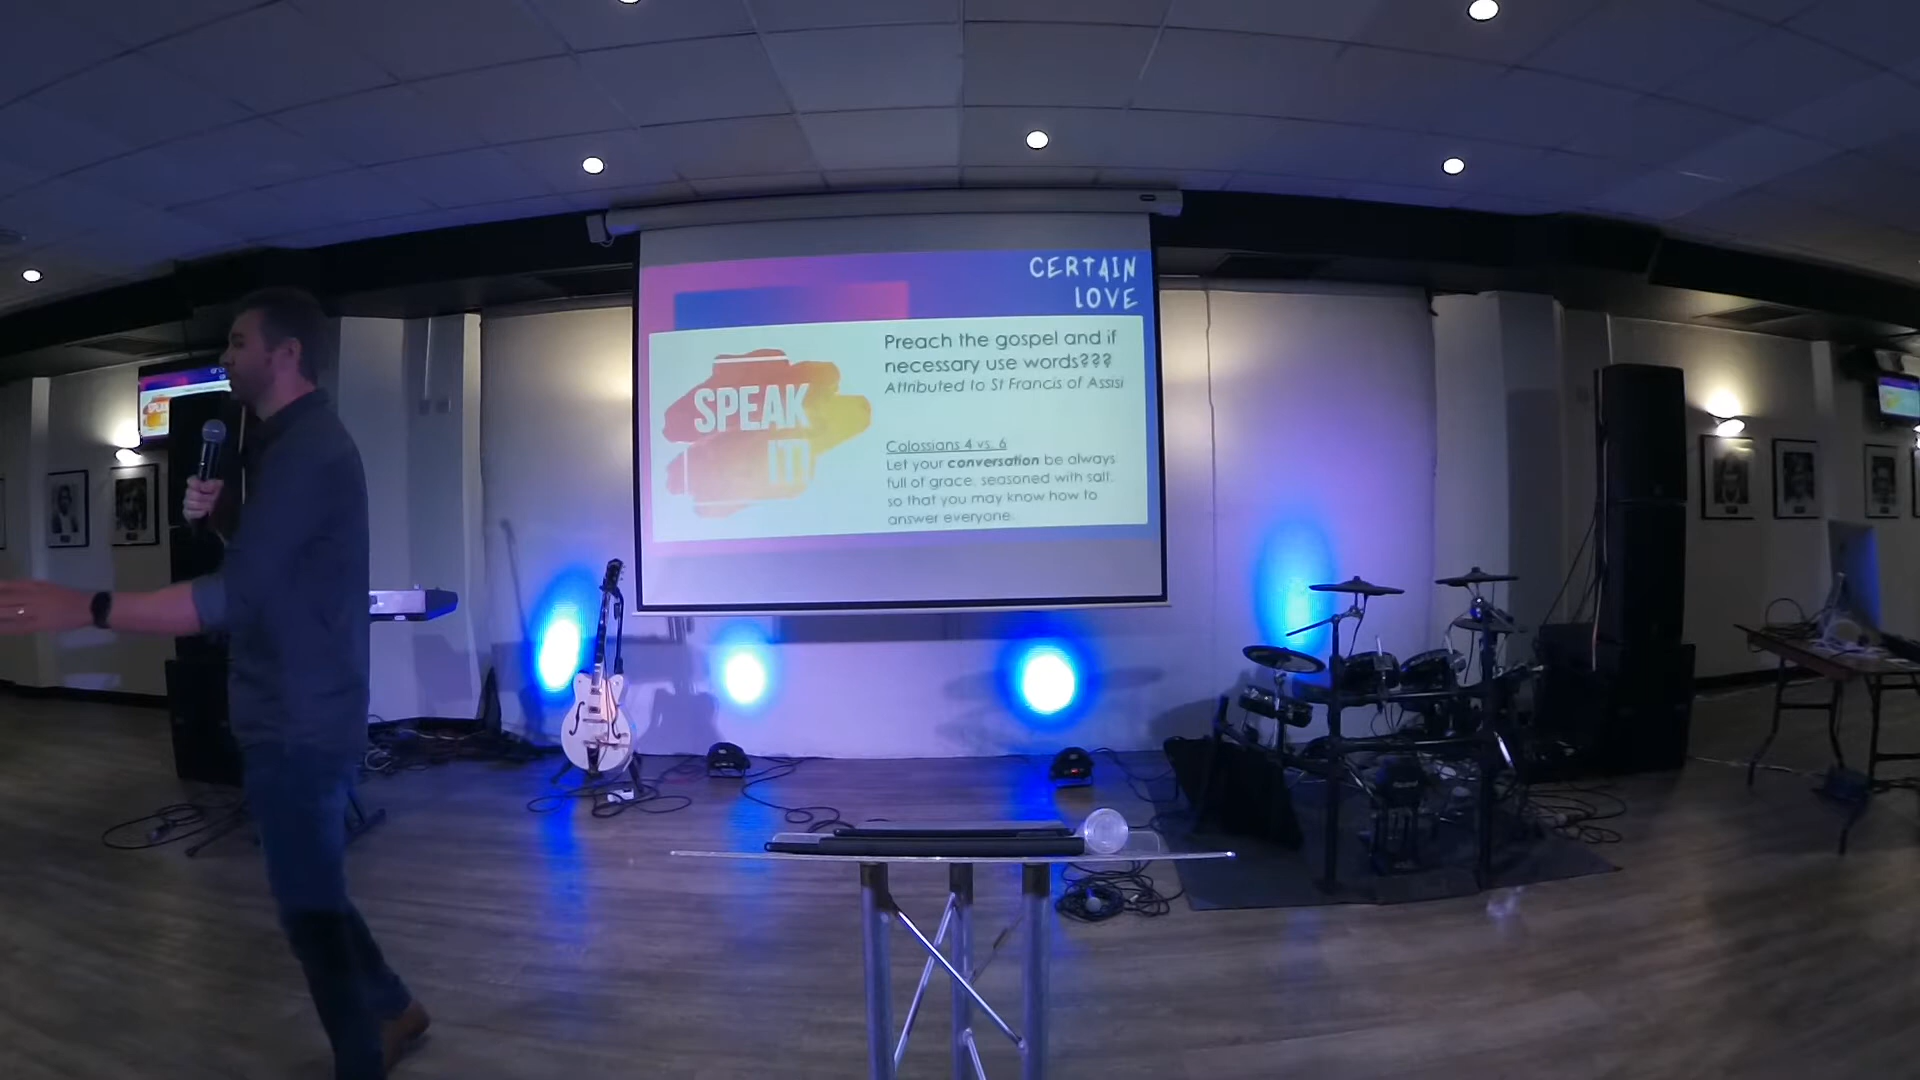 CERTAIN
LOVE
SPEAK
IT!
Preach the gospel and if
necessary use words???
Attributed to St Francis of Assisi
Colossians 4 vs. 6
Let your conversation be always
full of grace, seasoned with salt,
so that you may know how to
answer everyone.